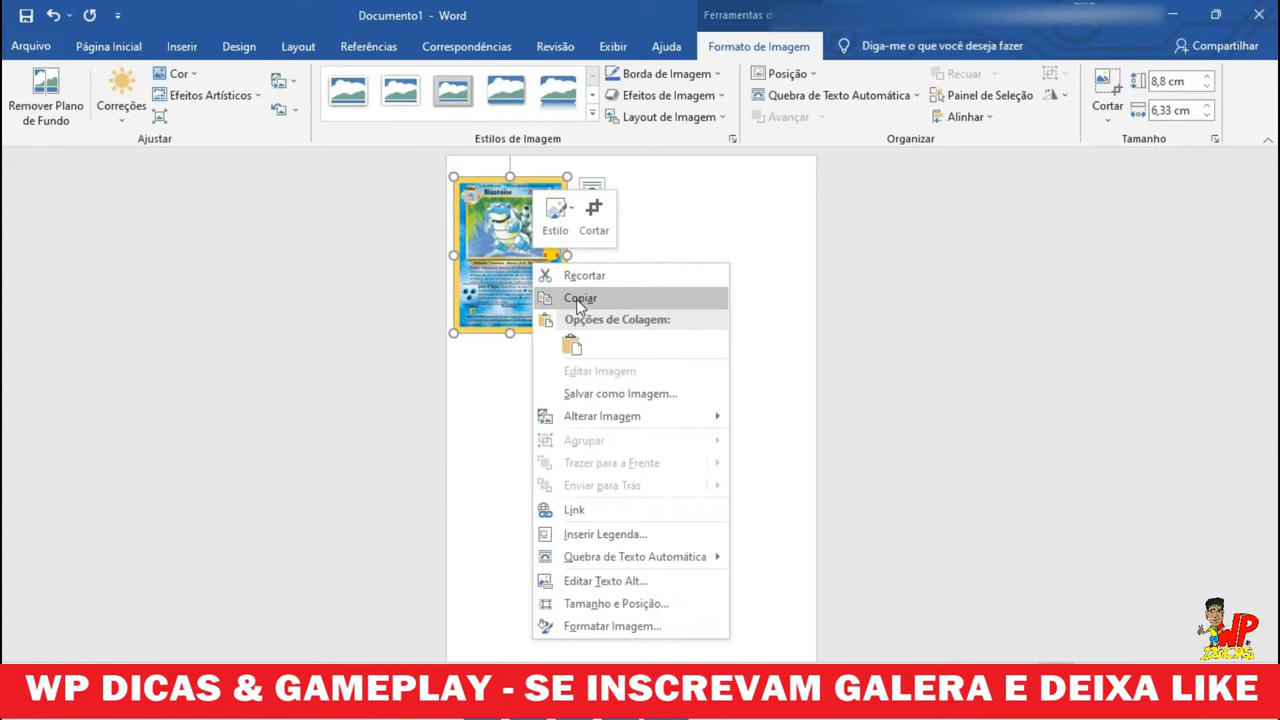 Documento1 - Word
Ferramentas d
Arquivo
Página Inicial
Inserir
Design
Layout
Referências
Correspondências
Revisão
Exibir
Ajuda
Formato de Imagem
Diga-me o que você deseja fazer
Compartilhar
Remover Plano
de Fundo
Correções
Cor
Efeitos Artísticos
Ajustar
Estilos de Imagem
Borda de Imagem
Efeitos de Imagem
Layout de Imagem
Posição
Quebra de Texto Automática
Avançar
Recuar
Painel de Seleção
Alinhar
Organizar
Cortar
8,8 cm
6,33 cm
Tamanho
Blastoise
Estilo
Cortar
Recortar
Copiar
Opções de Colagem:
Editar Imagem
Salvar como Imagem...
Alterar Imagem
Agrupar
Trazer para a Frente
Enviar para Trás
Link
Inserir Legenda...
Quebra de Texto Automática
Editar Texto Alt...
Tamanho e Posição...
Formatar Imagem...
WP
DICAS
WP DICAS & GAMEPLAY - SE INSCREVAM GALERA E DEIXA LIKE